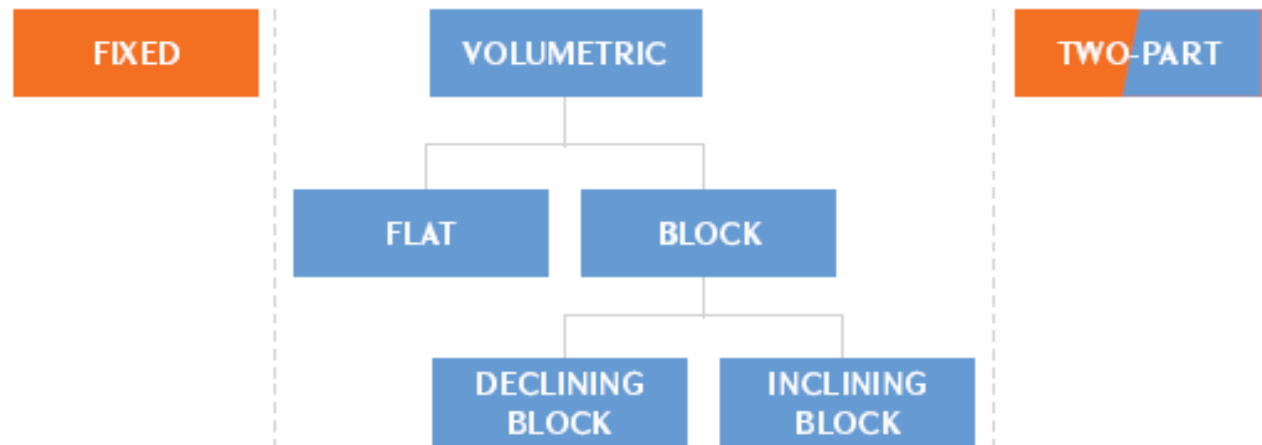 FIXED
VOLUMETRIC
TWO-PART
FLAT
BLOCK
DECLINING
BLOCK
INCLINING
BLOCK